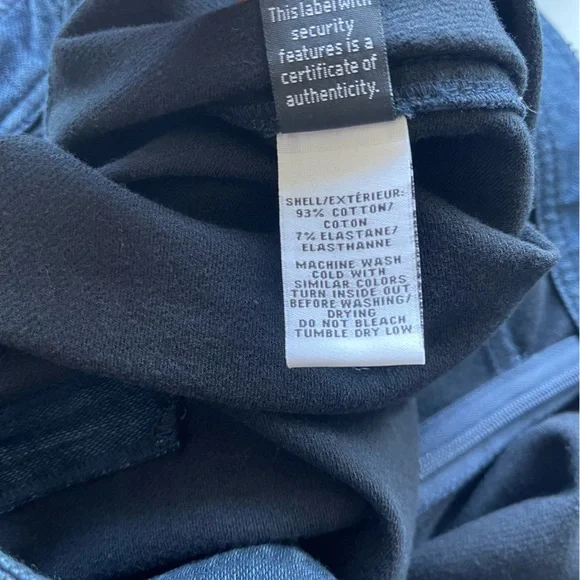 This label with
security
features is a
certificate of
authenticity.
SHELL/EXTÉRIEUR:
93% COTTON/
COTON
7% ELASTANE/
ELASTHANNE
MACHINE WASH
COLD WITH
SIMILAR COLORS
TURN INSIDE OUT
BEFORE WASHING/
DRYING
DO NOT BLEACH
TUMBLE DRY LOW